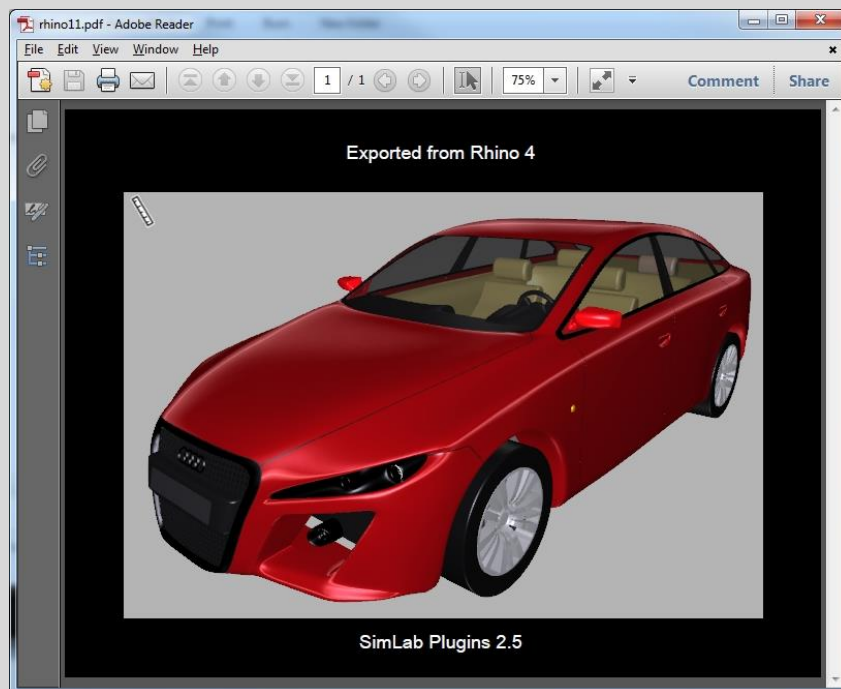 rhino11.pdf - Adobe Reader
File Edit View Window Help
1 / 1 75% Comment Share
Exported from Rhino 4
SimLab Plugins 2.5